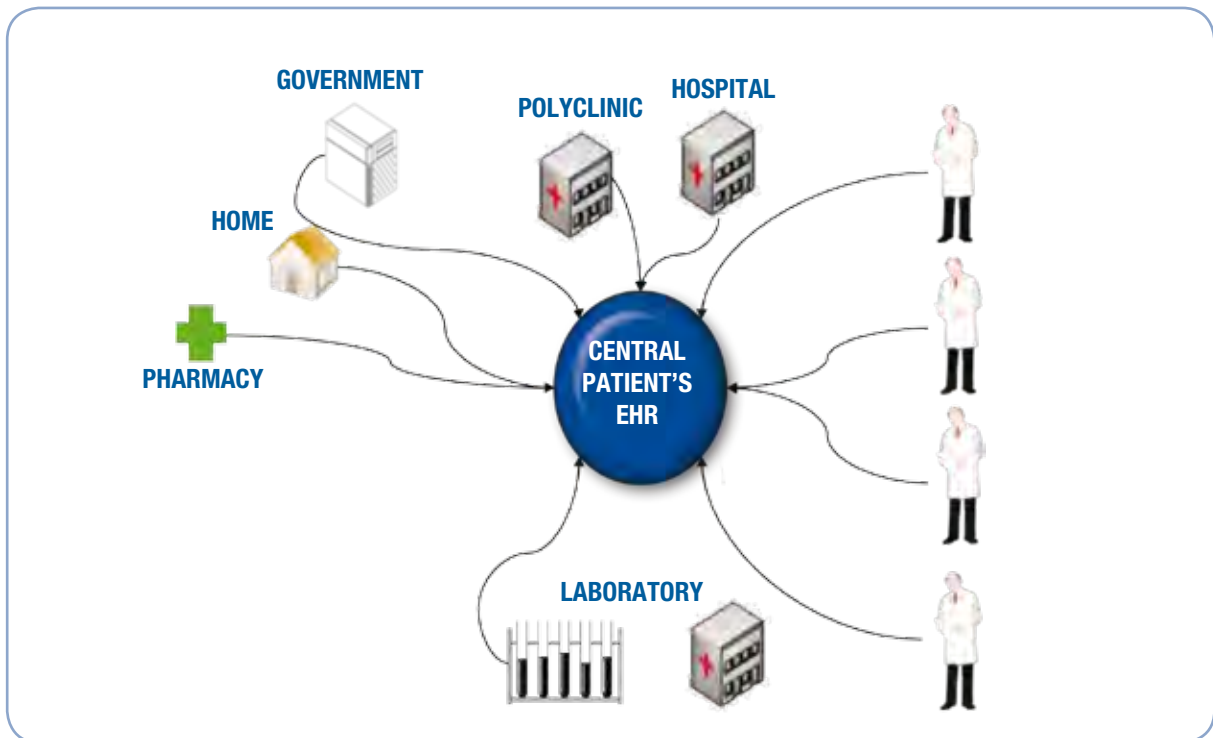 GOVERNMENT
POLYCLINIC
HOSPITAL
HOME
PHARMACY
CENTRAL
PATIENT’S
EHR
LABORATORY